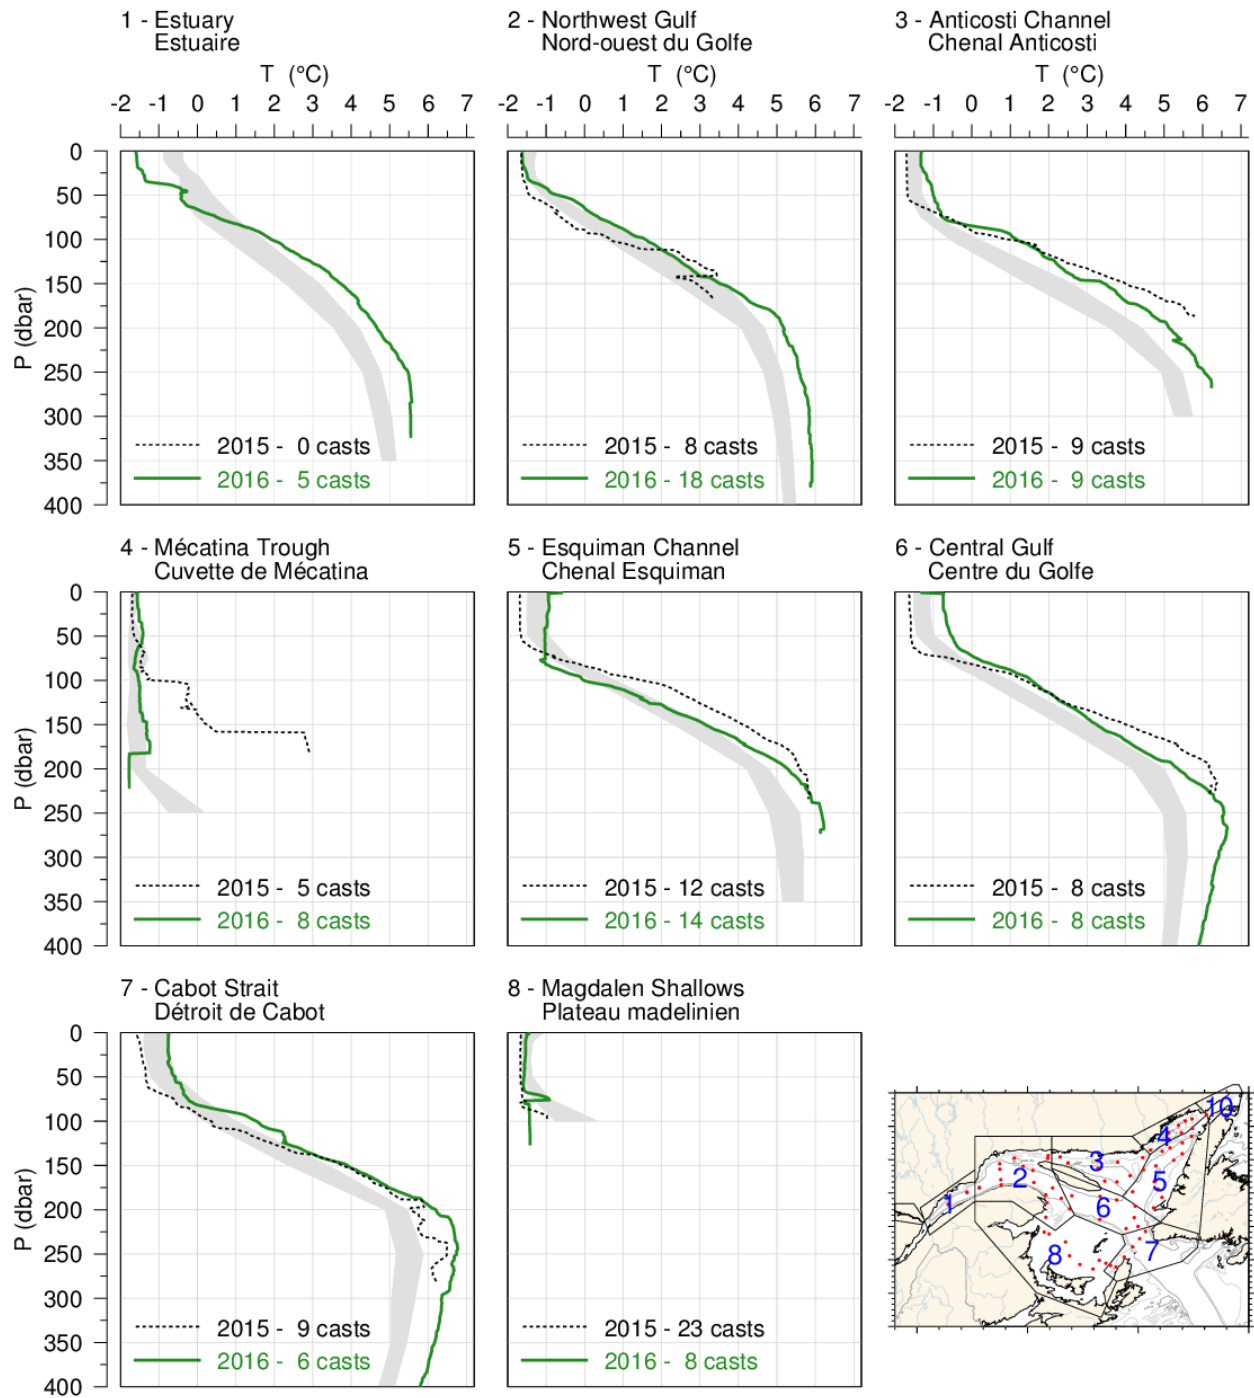 1 - Estuary
Estuaire
2 - Northwest Gulf
Nord-ouest du Golfe
3 - Anticosti Channel
Chenal Anticosti
T (°C)
T (°C)
T (°C)
-2 -1 0 1 2 3 4 5 6 7
-2 -1 0 1 2 3 4 5 6 7
-2 -1 0 1 2 3 4 5 6 7
P (dbar)
0
50
100
150
200
250
300
350
400
2015 - 0 casts
2016 - 5 casts
2015 - 8 casts
2016 - 18 casts
2015 - 9 casts
2016 - 9 casts
4 - Mécatina Trough
Cuvette de Mécatina
5 - Esquiman Channel
Chenal Esquiman
6 - Central Gulf
Centre du Golfe
P (dbar)
0
50
100
150
200
250
300
350
400
2015 - 5 casts
2016 - 8 casts
2015 - 12 casts
2016 - 14 casts
2015 - 8 casts
2016 - 8 casts
7 - Cabot Strait
Détroit de Cabot
8 - Magdalen Shallows
Plateau madelinien
P (dbar)
0
50
100
150
200
250
300
350
400
2015 - 9 casts
2016 - 6 casts
2015 - 23 casts
2016 - 8 casts
10
4
3
2
5
1
6
8
7